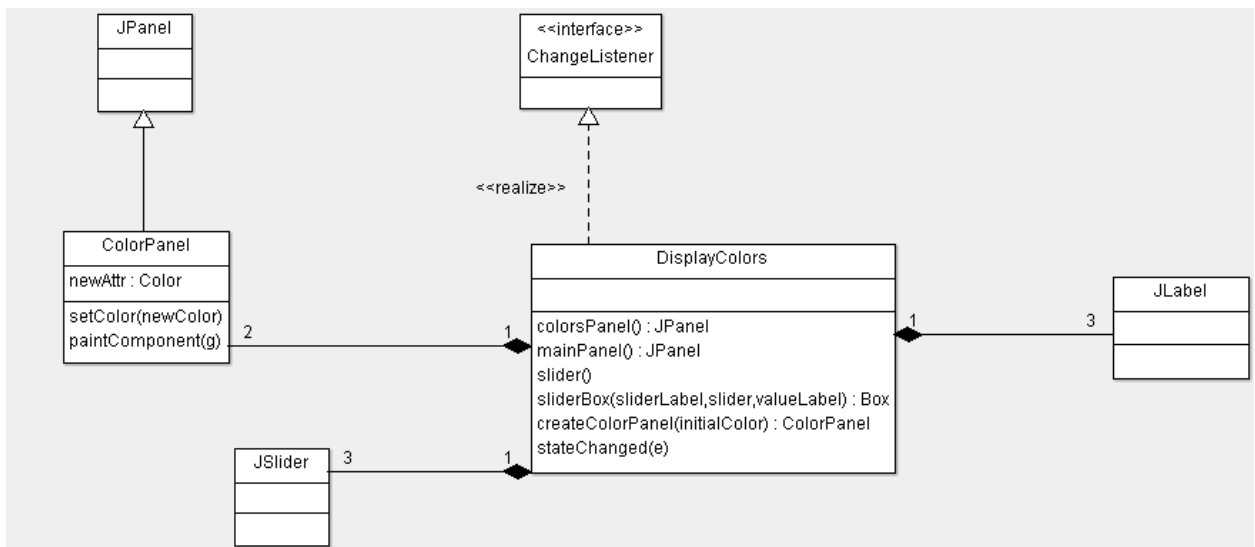 JPanel
<<interface>>
ChangeListener
<<realize>>
ColorPanel
newAttr : Color
setColor(newColor)
paintComponent(g)
2
1
DisplayColors
colorsPanel() : JPanel
mainPanel() : JPanel
slider()
sliderBox(sliderLabel,slider,valueLabel) : Box
createColorPanel(initialColor) : ColorPanel
stateChanged(e)
1
3
JLabel
JSlider
3
1